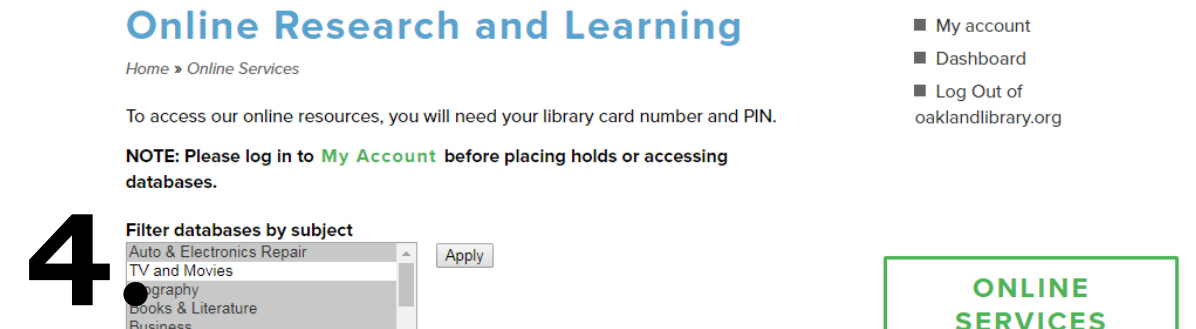 Online Research and Learning
Home » Online Services
To access our online resources, you will need your library card number and PIN.
NOTE: Please log in to My Account before placing holds or accessing
databases.
4.
Filter databases by subject
Auto & Electronics Repair
TV and Movies
Books & Literature
Business
Apply
My account
Dashboard
Log Out of
oaklandlibrary.org
ONLINE
SERVICES